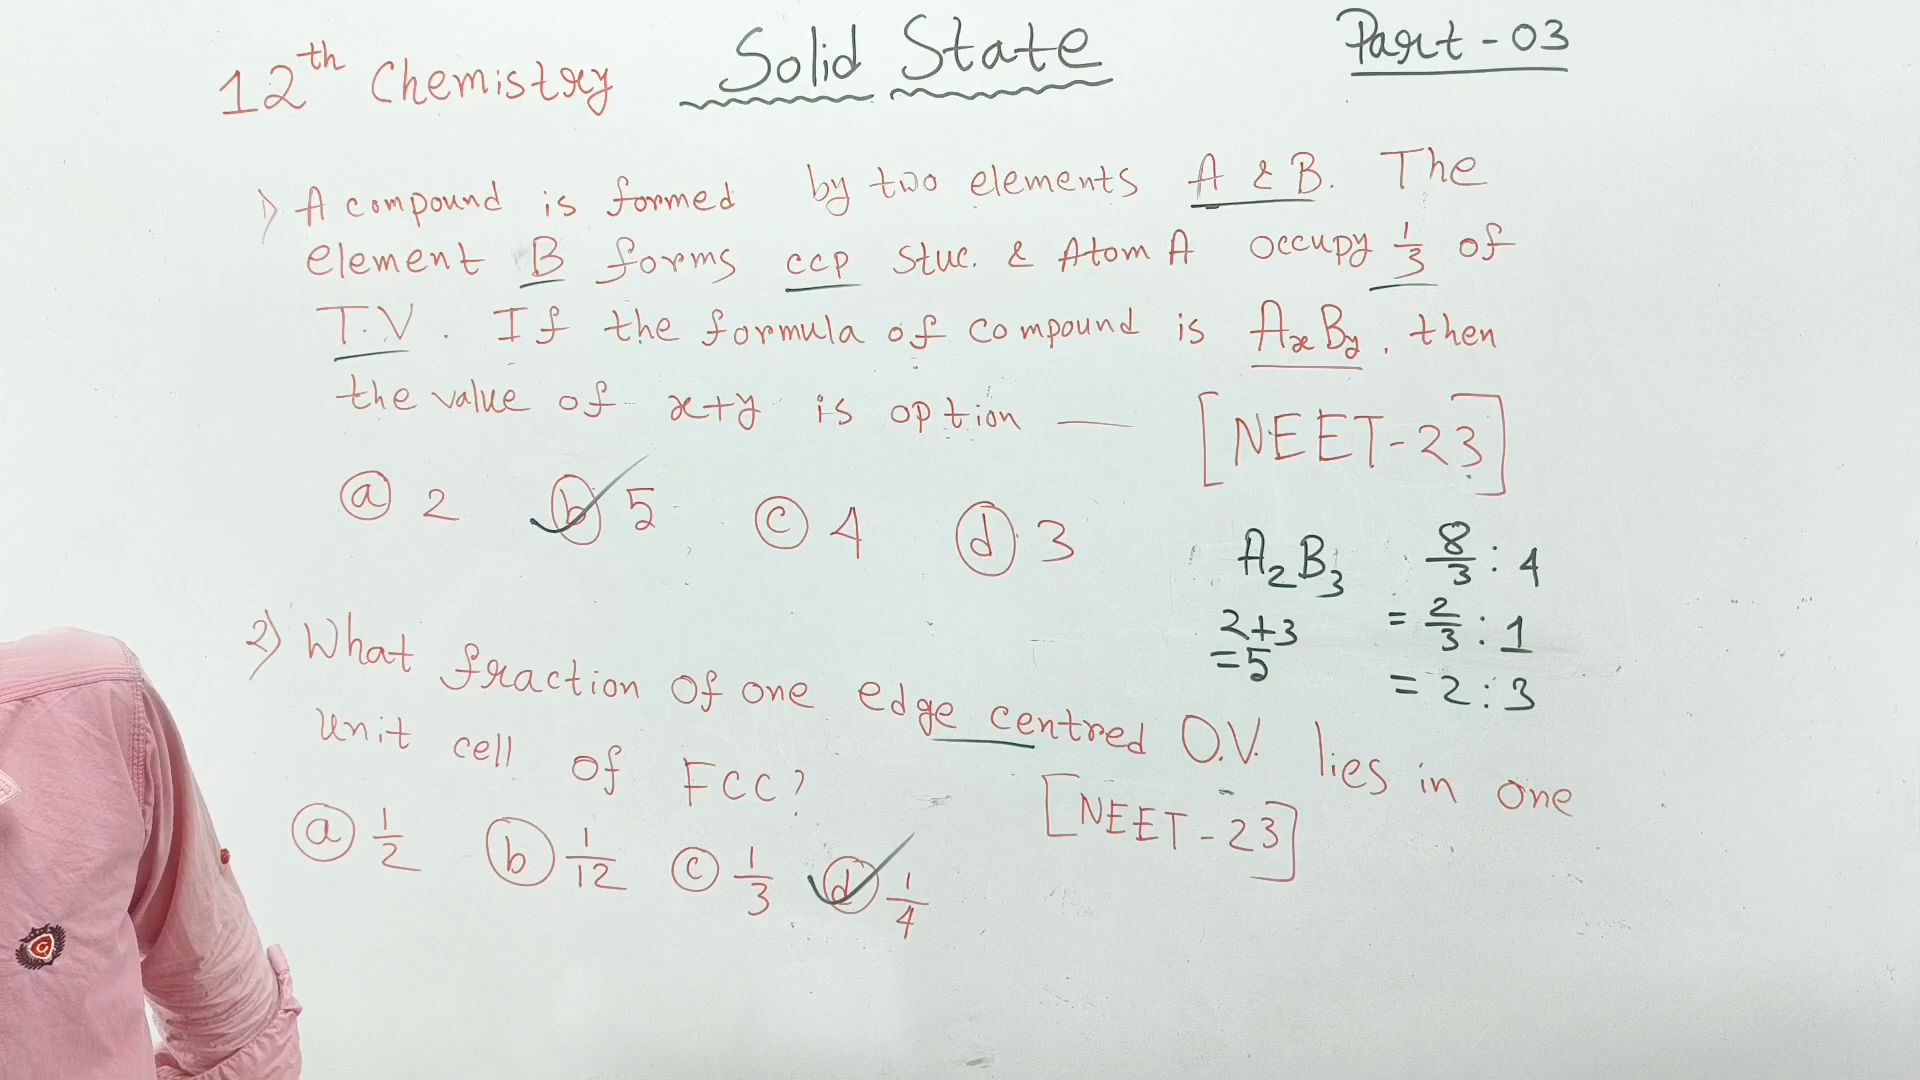 12th Chemistry Solid State Part-03
1) A compound is formed by two elements A & B. The
element B forms ccp stuc. & Atom A occupy 1/3 of
T.V. If the formula of compound is AxBy, then
the value of x+y is option — [NEET-23]
(a) 2 (b) 5 (c) 4 (d) 3
A2B3 8/3 : 4
2+3 = 2/3 : 1
=5 = 2 : 3
2) What fraction of one edge centred O.V. lies in one
unit cell of FCC? [NEET-23]
(a) 1/2 (b) 1/12 (c) 1/3 (d) 1/4
G